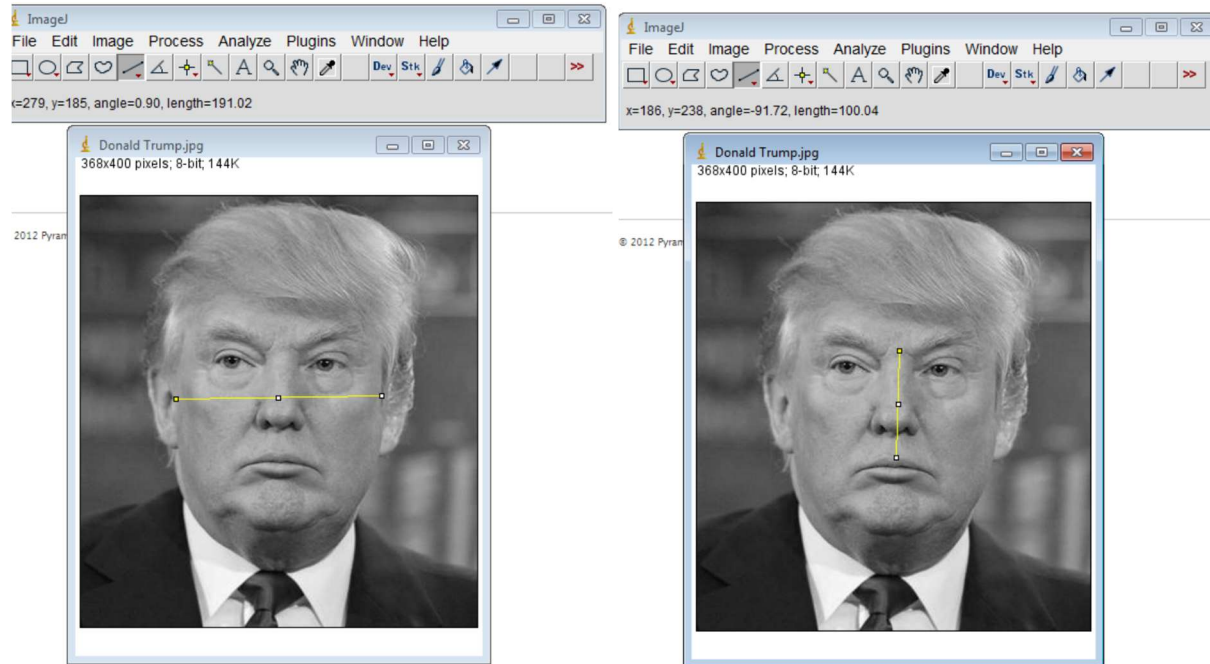 ImageJ
File Edit Image Process Analyze Plugins Window Help
A Dev Stk >>
x=279, y=185, angle=0.90, length=191.02
Donald Trump.jpg
368x400 pixels; 8-bit; 144K
2012 Pyram
ImageJ
File Edit Image Process Analyze Plugins Window Help
A Dev Stk >>
x=186, y=238, angle=-91.72, length=100.04
Donald Trump.jpg
368x400 pixels; 8-bit; 144K
© 2012 Pyran